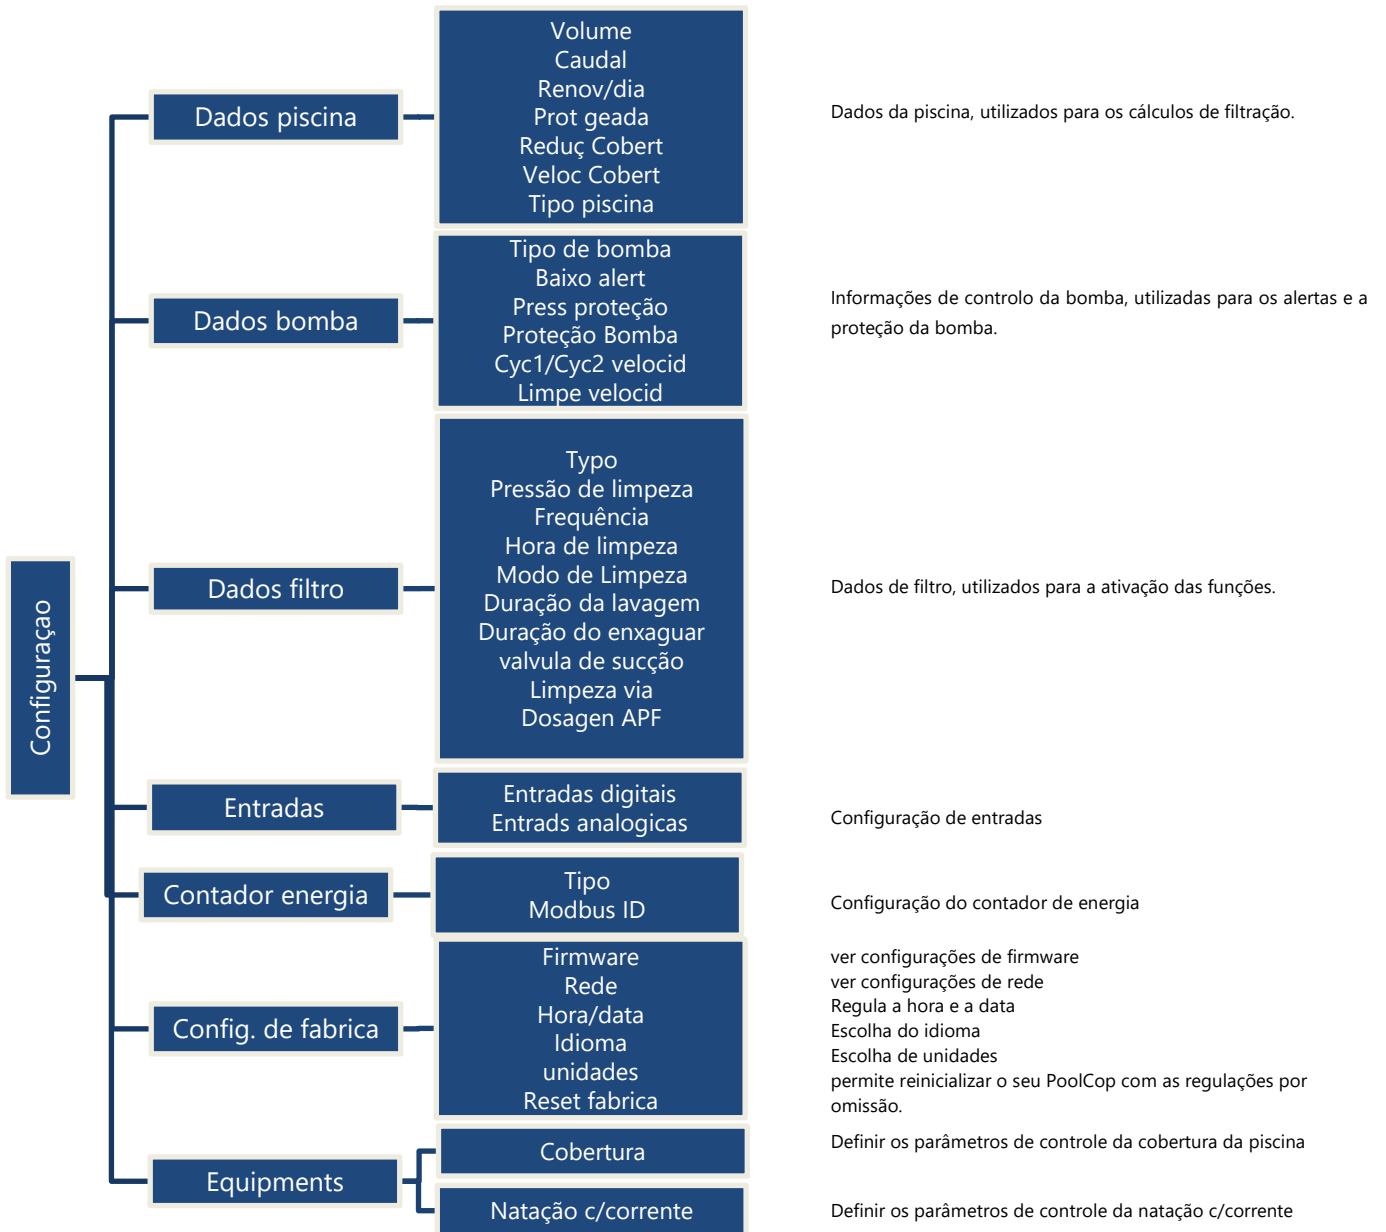 Configuraçao
Dados piscina
Volume
Caudal
Renov/dia
Prot geada
Reduç Cobert
Veloc Cobert
Tipo piscina
Dados da piscina, utilizados para os cálculos de filtração.
Dados bomba
Tipo de bomba
Baixo alert
Press proteção
Proteção Bomba
Cyc1/Cyc2 velocid
Limpe velocid
Informações de controlo da bomba, utilizadas para os alertas e a
proteção da bomba.
Dados filtro
Typo
Pressão de limpeza
Frequência
Hora de limpeza
Modo de Limpeza
Duração da lavagem
Duração do enxaguar
valvula de sucção
Limpeza via
Dosagen APF
Dados de filtro, utilizados para a ativação das funções.
Entradas
Entradas digitais
Entrads analogicas
Configuração de entradas
Contador energia
Tipo
Modbus ID
Configuração do contador de energia
Config. de fabrica
Firmware
Rede
Hora/data
Idioma
unidades
Reset fabrica
ver configurações de firmware
ver configurações de rede
Regula a hora e a data
Escolha do idioma
Escolha de unidades
permite reinicializar o seu PoolCop com as regulações por
omissão.
Equipments
Cobertura
Definir os parâmetros de controle da cobertura da piscina
Natação c/corrente
Definir os parâmetros de controle da natação c/corrente